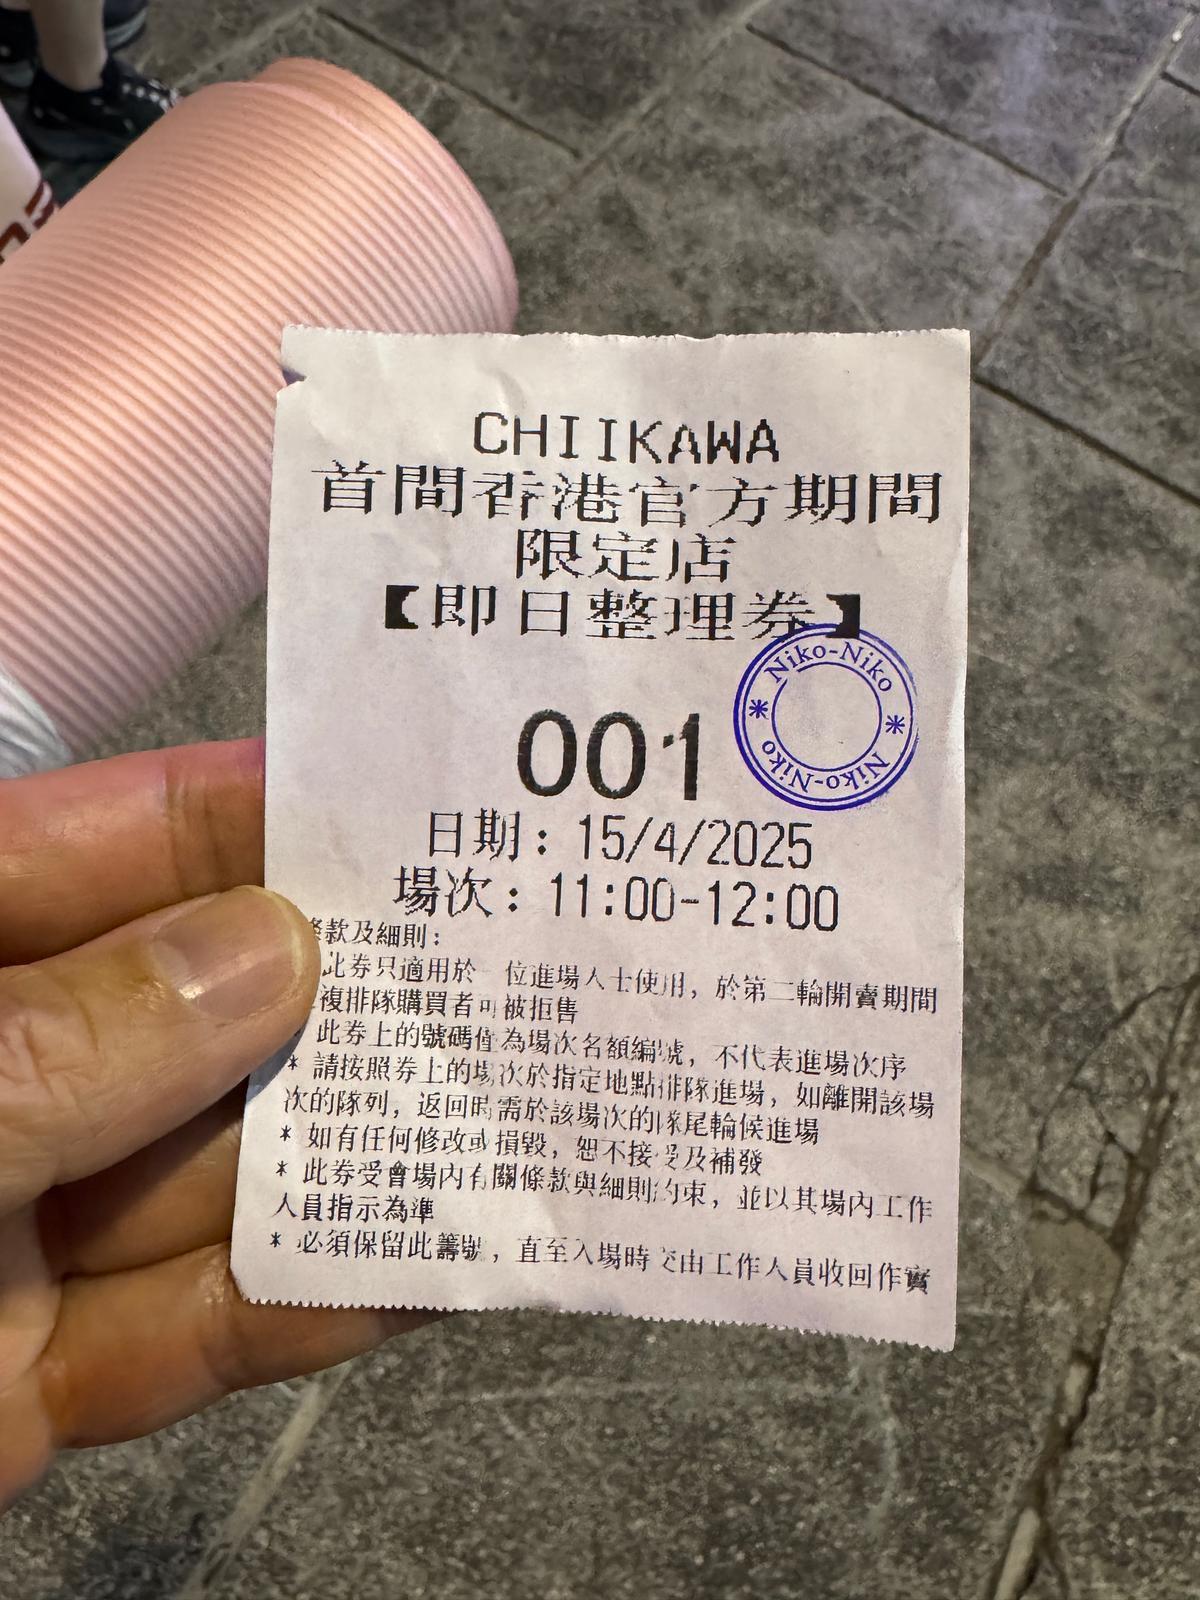 CHIIKAWA
首間香港官方期間
限定店
【即日整理券】
Niko-Niko
Niko-Niko
001
日期：15/4/2025
場次：11:00-12:00
條款及細則：
此券只適用於一位進場人士使用，於第二輪開賣期間
複排隊購買者可被拒售
此券上的號碼僅為場次名額編號，不代表進場次序
* 請按照券上的場次於指定地點排隊進場，如離開該場
次的隊列，返回時需於該場次的隊尾輪候進場
* 如有任何修改或損毀，恕不接受及補發
* 此券受會場內有關條款與細則約束，並以其場內工作
人員指示為準
* 必須保留此籌號，直至入場時交由工作人員收回作實